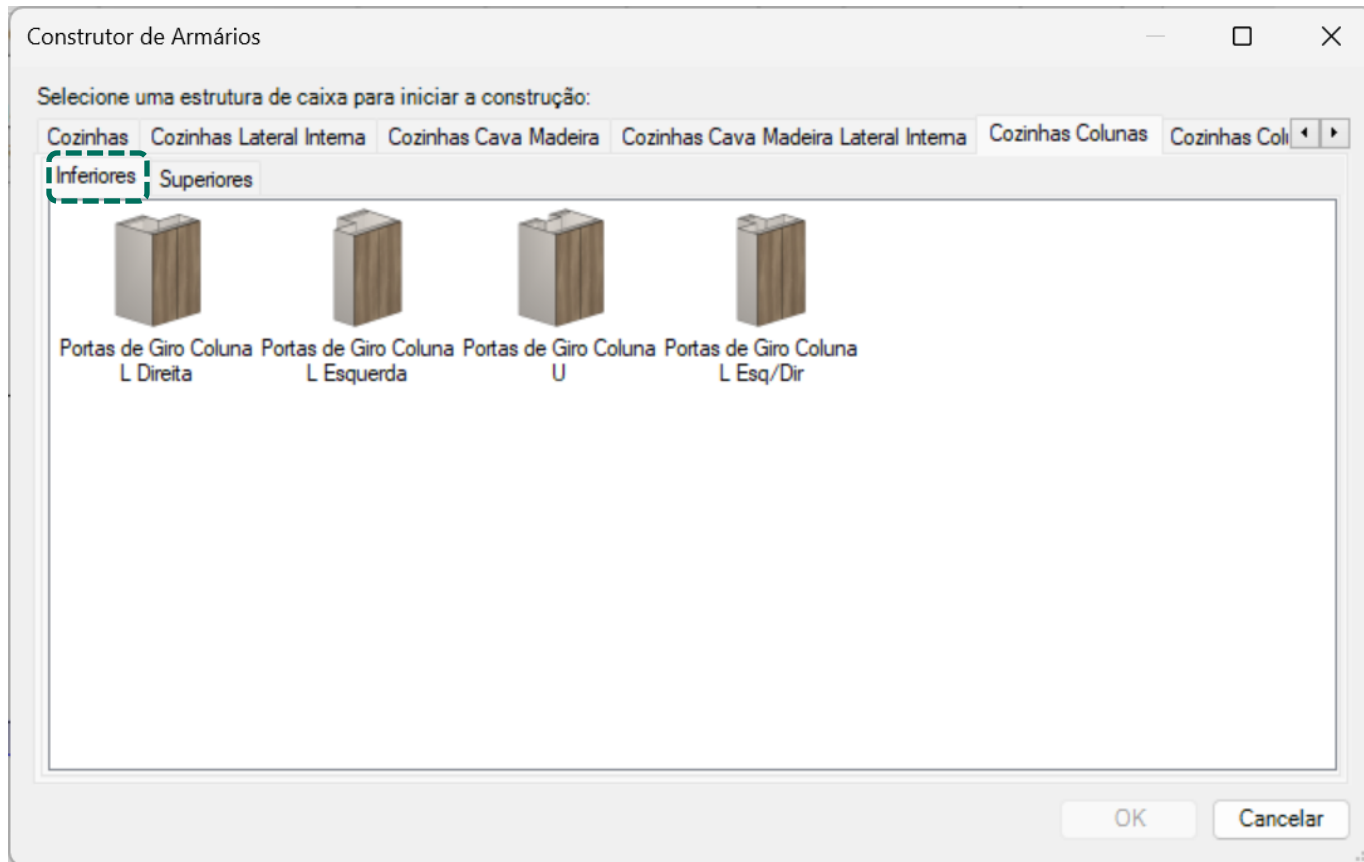 Construtor de Armários
Selecione uma estrutura de caixa para iniciar a construção:
Cozinhas Cozinhas Lateral Interna Cozinhas Cava Madeira Cozinhas Cava Madeira Lateral Interna Cozinhas Colunas Cozinhas
Inferiores Superiores
Portas de Giro Coluna Portas de Giro Coluna Portas de Giro Coluna Portas de Giro Coluna
L Direita L Esquerda U L Esq/Dir
OK Cancelar